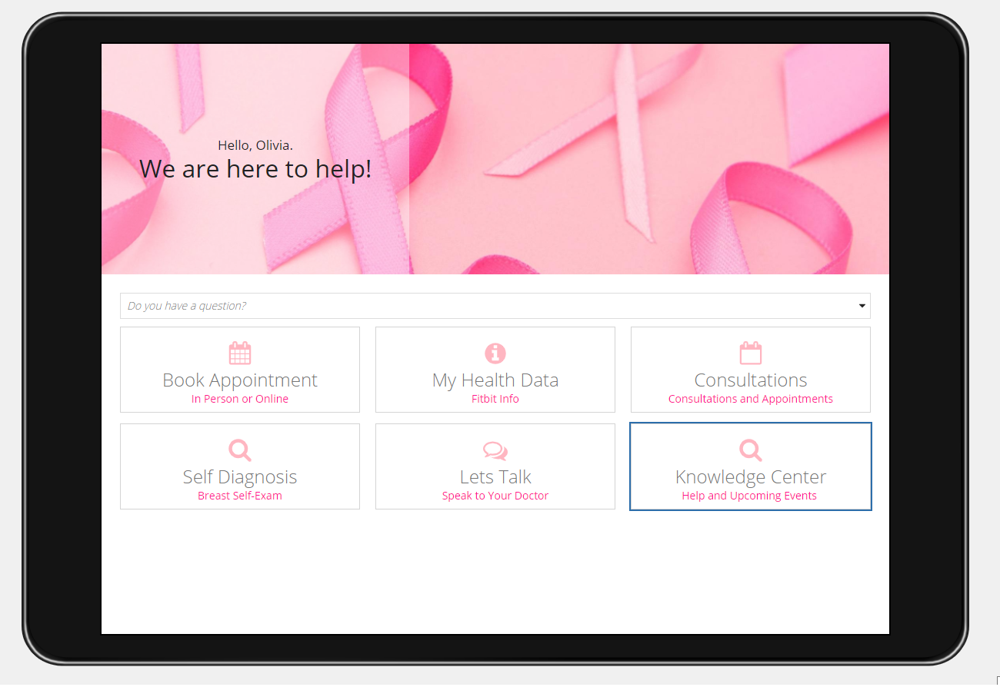 Hello, Olivia.
We are here to help!
Do you have a question?
Book Appointment
In Person or Online
My Health Data
Fitbit Info
Consultations
Consultations and Appointments
Self Diagnosis
Breast Self-Exam
Lets Talk
Speak to Your Doctor
Knowledge Center
Help and Upcoming Events